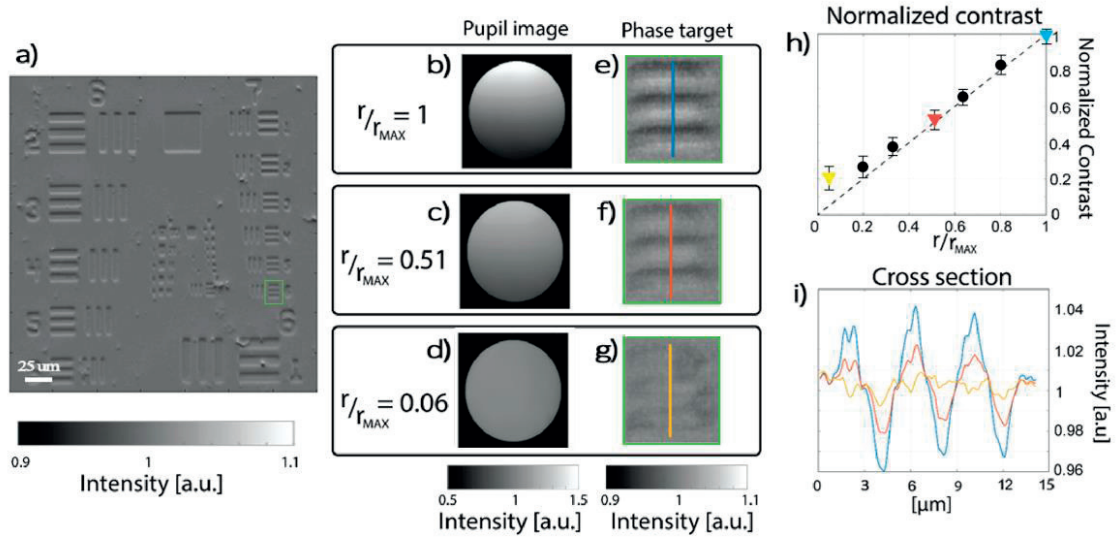 a)
25 um
0.9 1 1.1
Intensity [a.u.]
Pupil image
Phase target
b)
e)
r/rMAX = 1
c)
f)
r/rMAX = 0.51
d)
g)
r/rMAX = 0.06
0.5 1 1.5
Intensity [a.u.]
0.9 1 1.1
Intensity [a.u.]
Normalized contrast
h)
1
0.8
0.6
0.4
0.2
0
Normalized Contrast
0 0.2 0.4 0.6 0.8 1
r/rMAX
Cross section
i)
1.04
1.02
1
0.98
0.96
Intensity [a.u]
0 3 6 9 12 15
[µm]